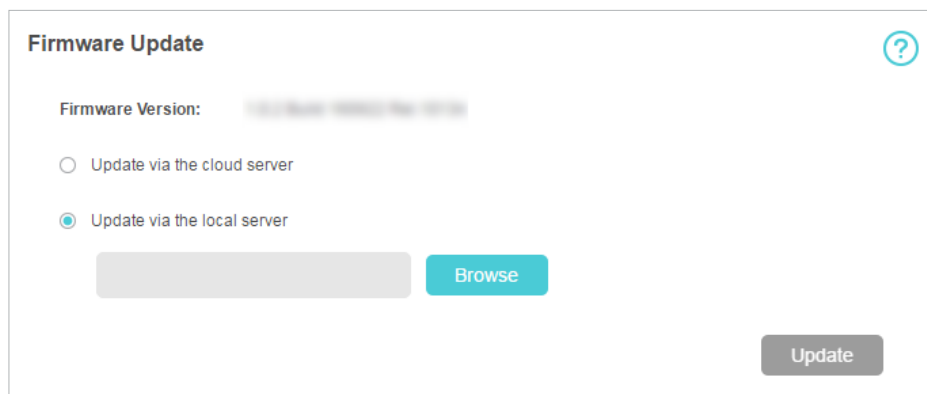 Firmware Update
?
Firmware Version:
Update via the cloud server
Update via the local server
Browse
Update